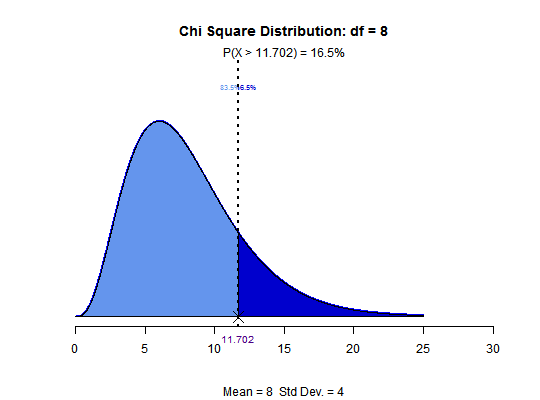 Chi Square Distribution: df = 8
P(X > 11.702) = 16.5%
83.5% 16.5%
0 5 10 15 20 25 30
11.702
Mean = 8 Std Dev. = 4